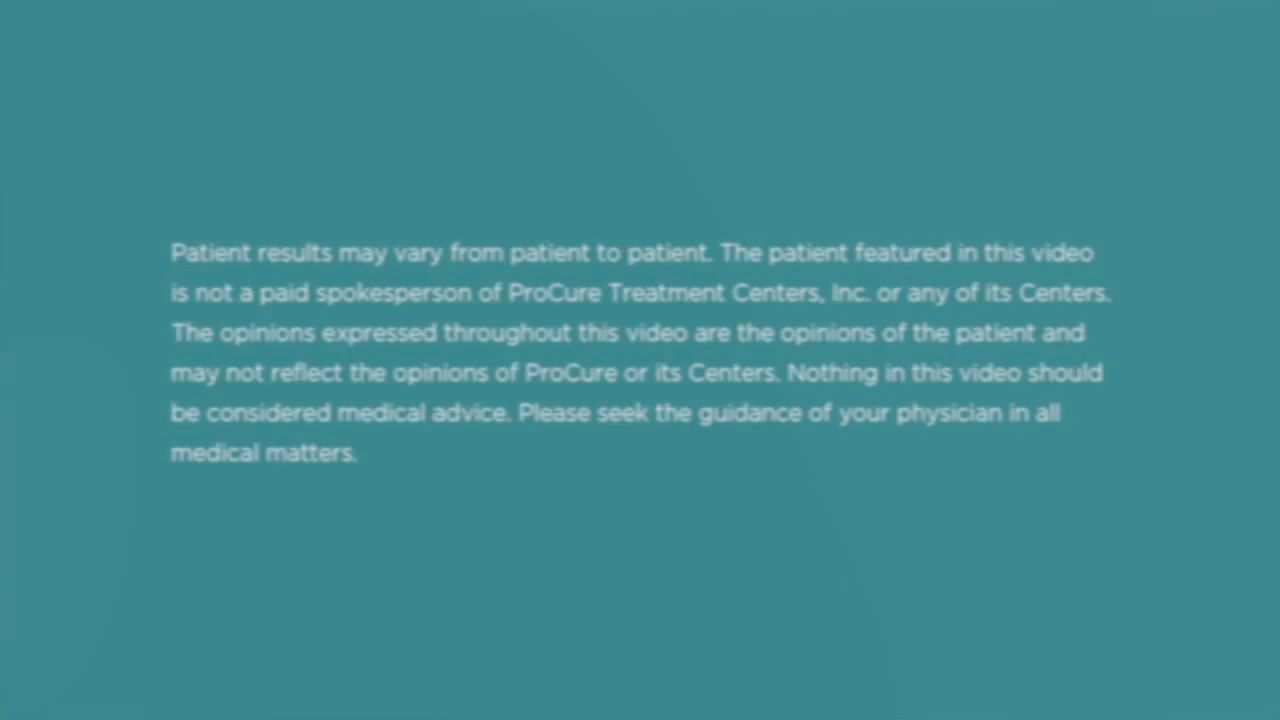 Patient results may vary from patient to patient. The patient featured in this video
is not a paid spokesperson of ProCure Treatment Centers, Inc. or any of its Centers.
The opinions expressed throughout this video are the opinions of the patient and
may not reflect the opinions of ProCure or its Centers. Nothing in this video should
be considered medical advice. Please seek the guidance of your physician in all
medical matters.